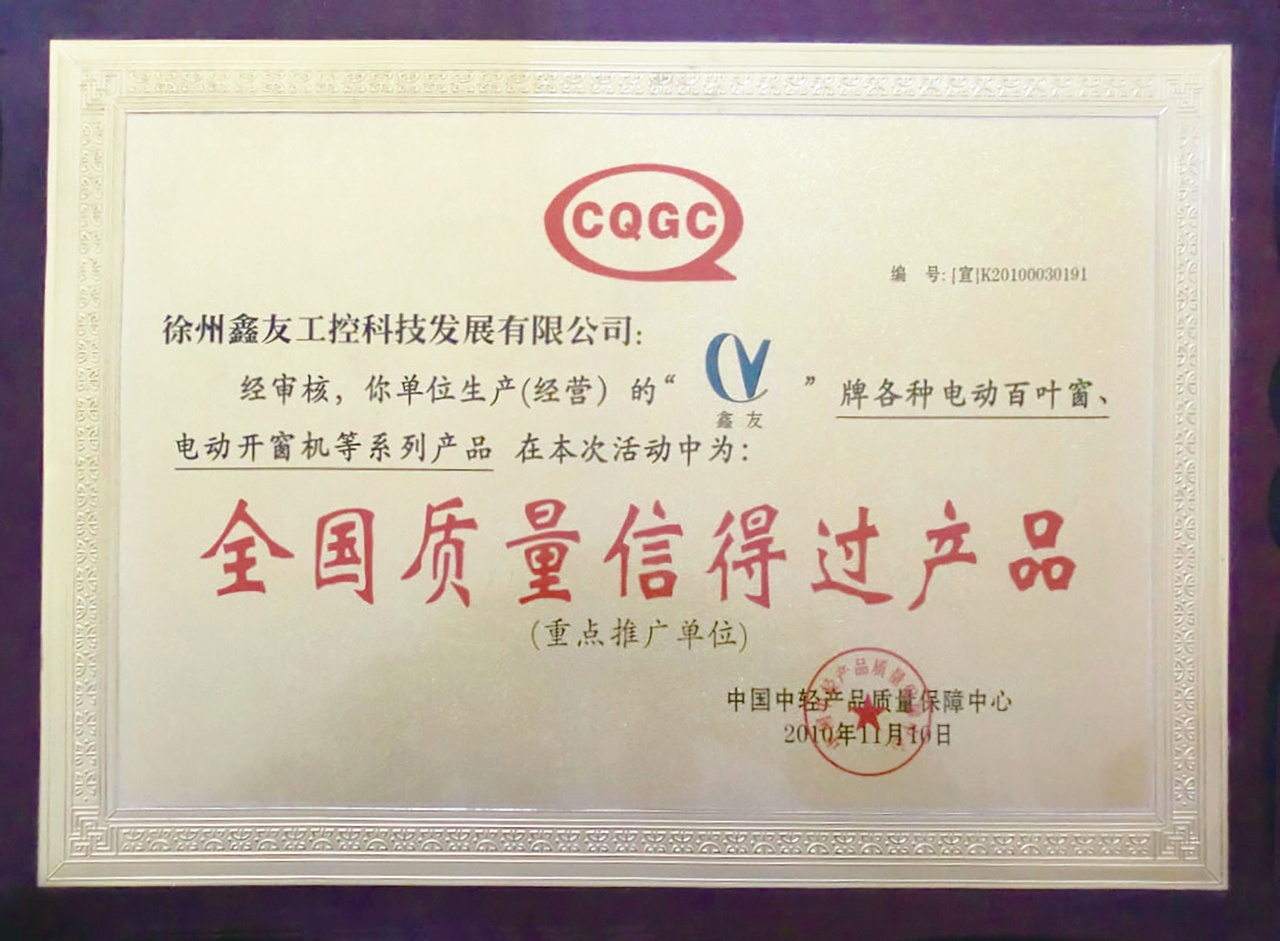 CQGC
编 号: [宣]K20100030191
徐州鑫友工控科技发展有限公司:
经审核，你单位生产(经营) 的“ CV ”牌各种电动百叶窗、
鑫友
电动开窗机等系列产品 在本次活动中为:
全国质量信得过产品
(重点推广单位)
中国中轻产品质量保障中心
2010年11月10日